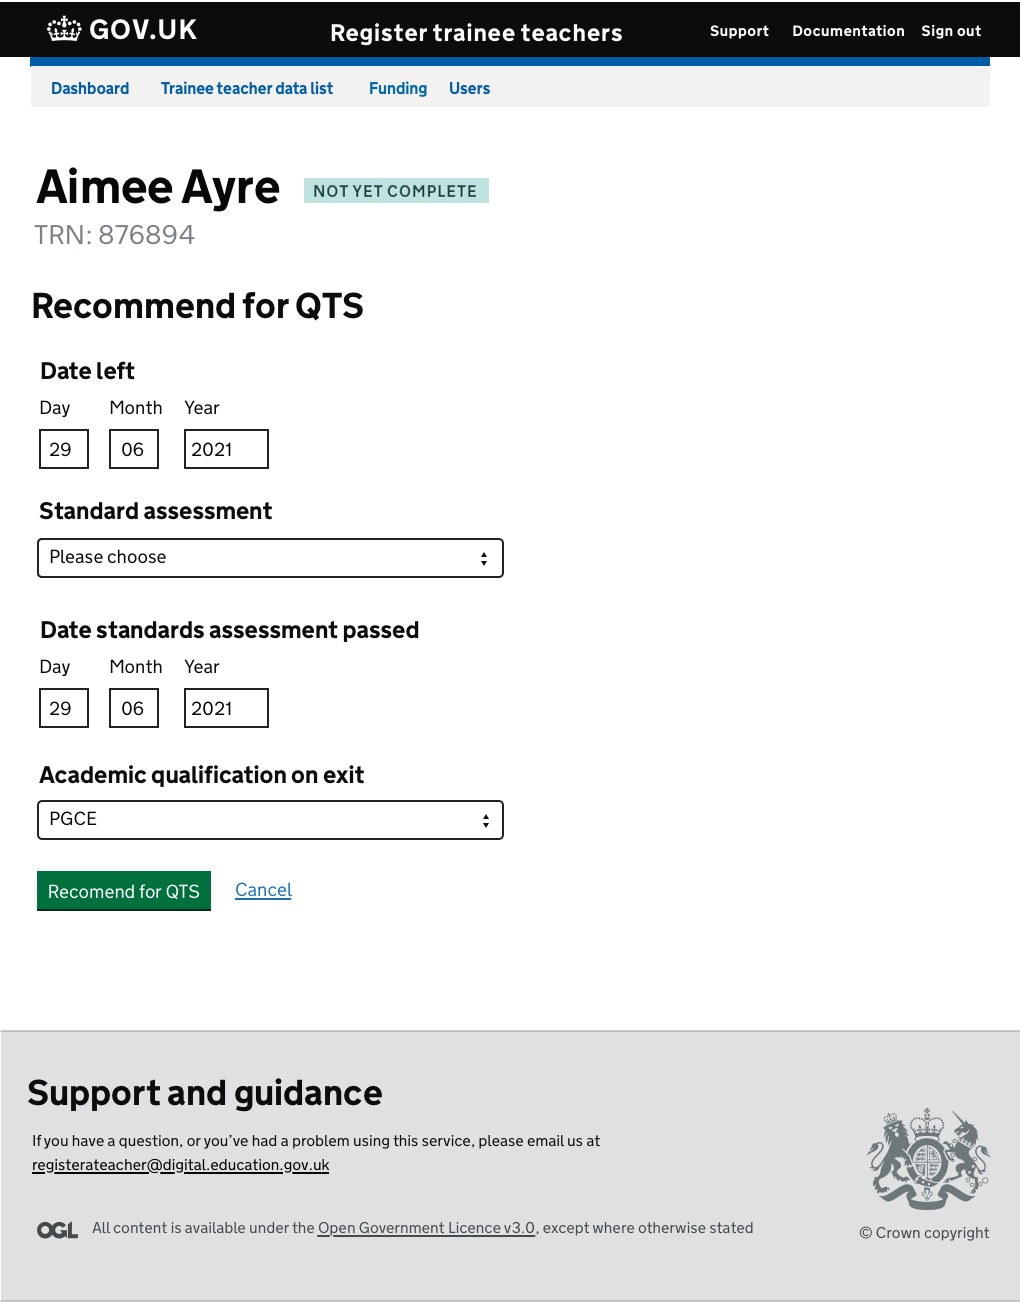 GOV.UK
Register trainee teachers
Support
Documentation
Sign out
Dashboard
Trainee teacher data list
Funding
Users
Aimee Ayre
NOT YET COMPLETE
TRN: 876894
Recommend for QTS
Date left
Day Month Year
29 06 2021
Standard assessment
Please choose
Date standards assessment passed
Day Month Year
29 06 2021
Academic qualification on exit
PGCE
Recomend for QTS
Cancel
Support and guidance
If you have a question, or you’ve had a problem using this service, please email us at
registerateacher@digital.education.gov.uk
OGL All content is available under the Open Government Licence v3.0, except where otherwise stated
© Crown copyright